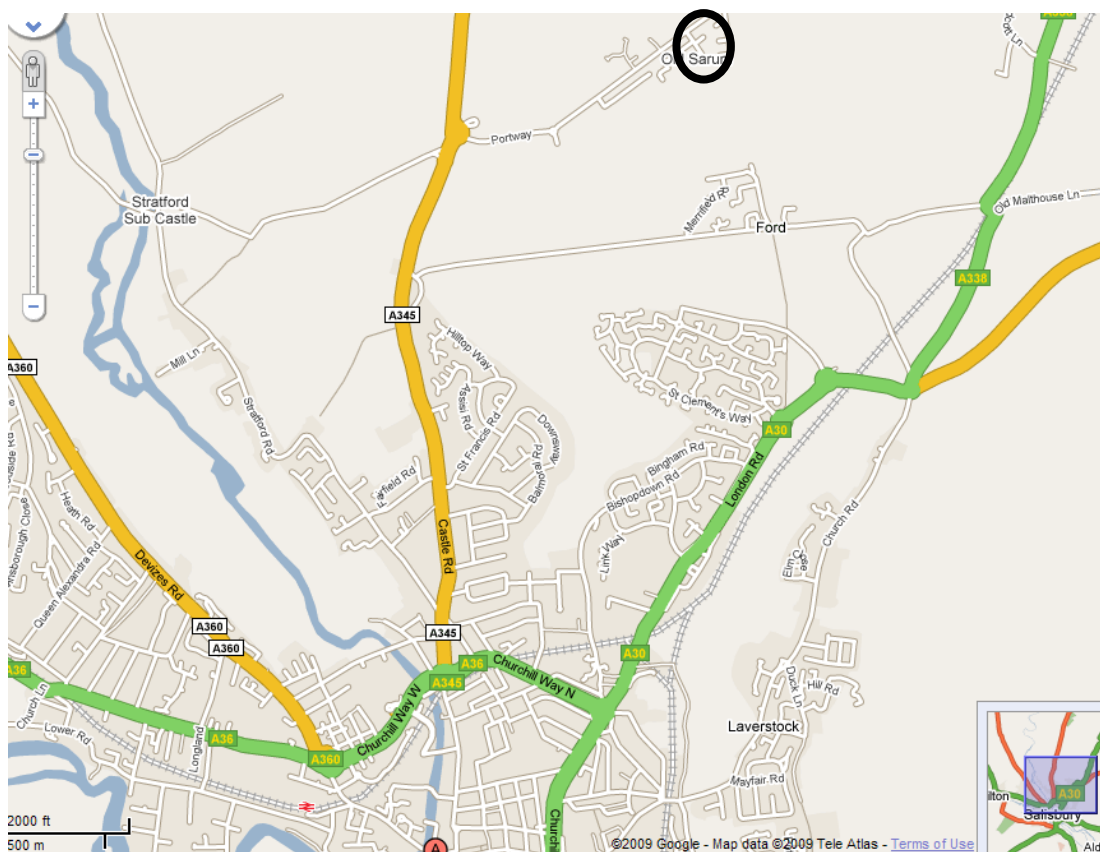 Old Sarum
Portway
Stratford
Sub Castle
Merrifield Rd
Ford
Old Malthouse Ln
A338
A345
Hilltop Way
A360
Mill Ln
Stratford Rd
Assisi Rd
St Francis Rd
Downsway
Balmoral Rd
St Clement's Way
A30
Bingham Rd
Bishopdown Rd
London Rd
Fairfield Rd
Heath Rd
Castle Rd
Link Way
Church Rd
Elm Close
Queen Alexandra Rd
Devizes Rd
A360
A360
A345
A36
Churchill Way N
A30
A36
A345
Church Ln
Duck Ln
Hill Rd
Lower Rd
Longland
A36
A360
Churchill Way W
Laverstock
Mayfair Rd
A30
Salisbury
2000 ft
500 m
A
©2009 Google - Map data ©2009 Tele Atlas - Terms of Use